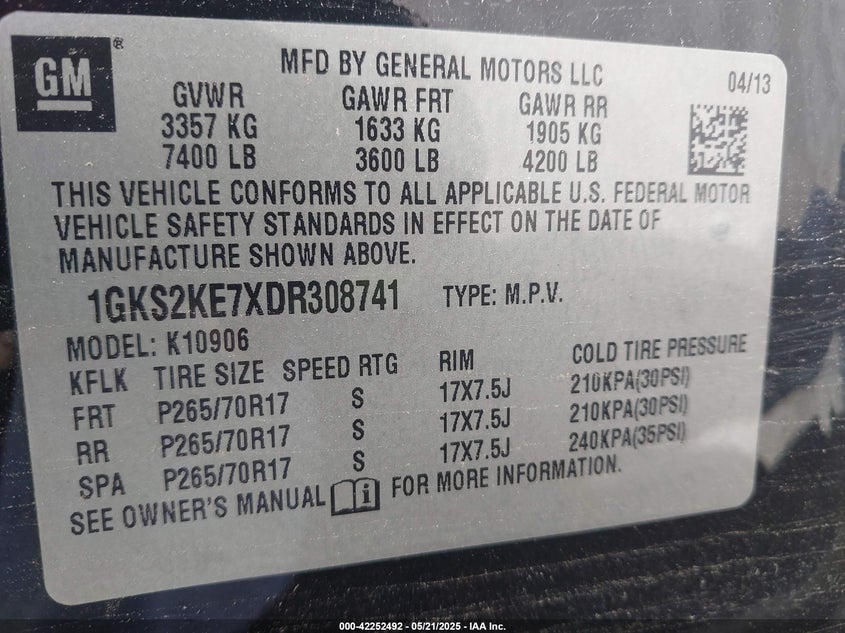 GM ®
MFD BY GENERAL MOTORS LLC
04/13
GVWR GAWR FRT GAWR RR
3357 KG 1633 KG 1905 KG
7400 LB 3600 LB 4200 LB
THIS VEHICLE CONFORMS TO ALL APPLICABLE U.S. FEDERAL MOTOR
VEHICLE SAFETY STANDARDS IN EFFECT ON THE DATE OF
MANUFACTURE SHOWN ABOVE.
1GKS2KE7XDR308741 TYPE: M.P.V.
MODEL: K10906
KFLK TIRE SIZE SPEED RTG RIM COLD TIRE PRESSURE
FRT P265/70R17 S 17X7.5J 210KPA(30PSI)
RR P265/70R17 S 17X7.5J 210KPA(30PSI)
SPA P265/70R17 S 17X7.5J 240KPA(35PSI)
SEE OWNER'S MANUAL i FOR MORE INFORMATION.
000-42252492 - 05/21/2025 - IAA Inc.